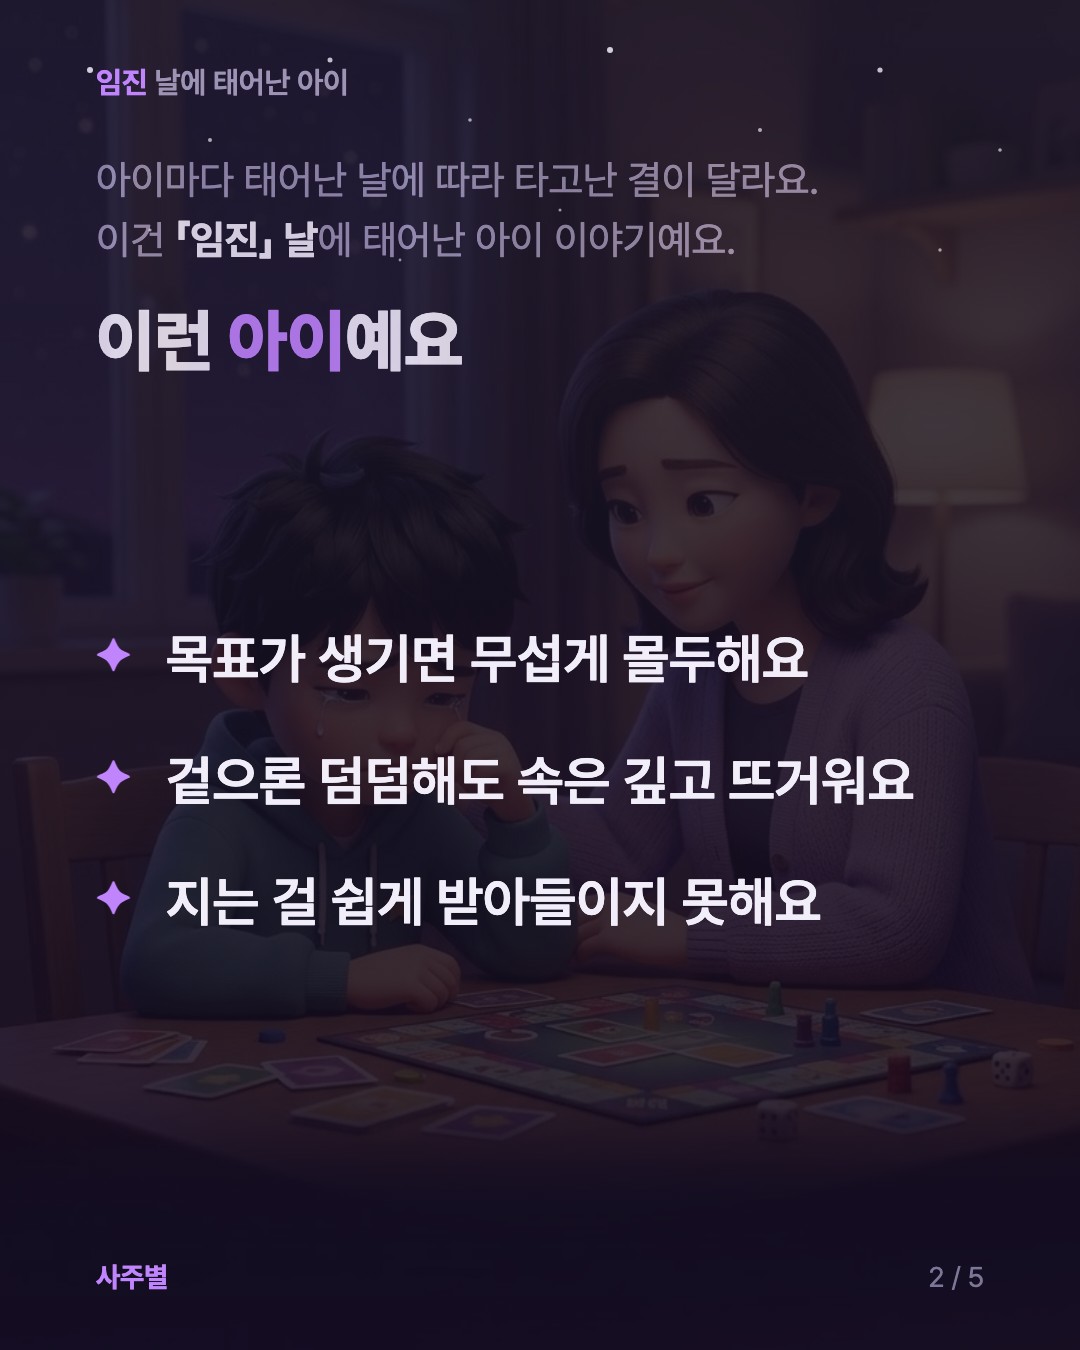 임진 날에 태어난 아이
아이마다 태어난 날에 따라 타고난 결이 달라요.
이건 「임진」 날에 태어난 아이 이야기예요.
이런 아이예요
목표가 생기면 무섭게 몰두해요
겉으론 덤덤해도 속은 깊고 뜨거워요
지는 걸 쉽게 받아들이지 못해요
사주별
2 / 5